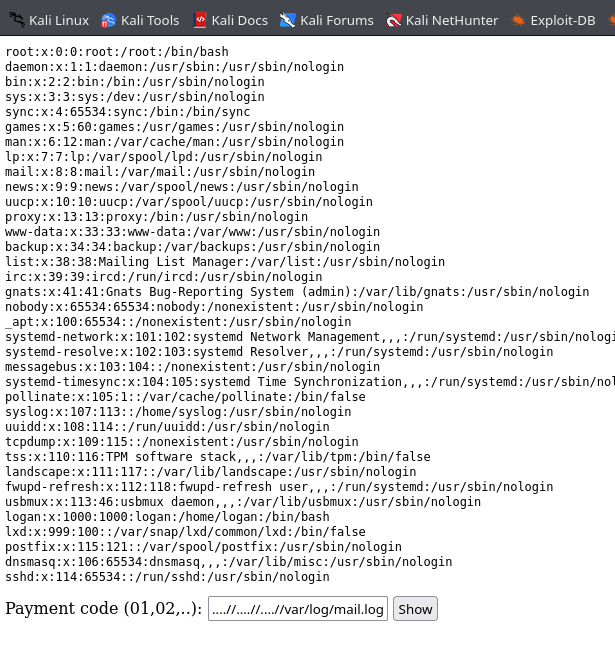 Kali Linux Kali Tools Kali Docs Kali Forums Kali NetHunter Exploit-DB
root:x:0:0:root:/root:/bin/bash
daemon:x:1:1:daemon:/usr/sbin:/usr/sbin/nologin
bin:x:2:2:bin:/bin:/usr/sbin/nologin
sys:x:3:3:sys:/dev:/usr/sbin/nologin
sync:x:4:65534:sync:/bin:/bin/sync
games:x:5:60:games:/usr/games:/usr/sbin/nologin
man:x:6:12:man:/var/cache/man:/usr/sbin/nologin
lp:x:7:7:lp:/var/spool/lpd:/usr/sbin/nologin
mail:x:8:8:mail:/var/mail:/usr/sbin/nologin
news:x:9:9:news:/var/spool/news:/usr/sbin/nologin
uucp:x:10:10:uucp:/var/spool/uucp:/usr/sbin/nologin
proxy:x:13:13:proxy:/bin:/usr/sbin/nologin
www-data:x:33:33:www-data:/var/www:/usr/sbin/nologin
backup:x:34:34:backup:/var/backups:/usr/sbin/nologin
list:x:38:38:Mailing List Manager:/var/list:/usr/sbin/nologin
irc:x:39:39:ircd:/run/ircd:/usr/sbin/nologin
gnats:x:41:41:Gnats Bug-Reporting System (admin):/var/lib/gnats:/usr/sbin/nologin
nobody:x:65534:65534:nobody:/nonexistent:/usr/sbin/nologin
_apt:x:100:65534::/nonexistent:/usr/sbin/nologin
systemd-network:x:101:102:systemd Network Management,,,:/run/systemd:/usr/sbin/nologi
systemd-resolve:x:102:103:systemd Resolver,,,:/run/systemd:/usr/sbin/nologin
messagebus:x:103:104::/nonexistent:/usr/sbin/nologin
systemd-timesync:x:104:105:systemd Time Synchronization,,,:/run/systemd:/usr/sbin/nol
pollinate:x:105:1::/var/cache/pollinate:/bin/false
syslog:x:107:113::/home/syslog:/usr/sbin/nologin
uuidd:x:108:114::/run/uuidd:/usr/sbin/nologin
tcpdump:x:109:115::/nonexistent:/usr/sbin/nologin
tss:x:110:116:TPM software stack,,,:/var/lib/tpm:/bin/false
landscape:x:111:117::/var/lib/landscape:/usr/sbin/nologin
fwupd-refresh:x:112:118:fwupd-refresh user,,,:/run/systemd:/usr/sbin/nologin
usbmux:x:113:46:usbmux daemon,,,:/var/lib/usbmux:/usr/sbin/nologin
logan:x:1000:1000:logan:/home/logan:/bin/bash
lxd:x:999:100::/var/snap/lxd/common/lxd:/bin/false
postfix:x:115:121::/var/spool/postfix:/usr/sbin/nologin
dnsmasq:x:106:65534:dnsmasq,,,:/var/lib/misc:/usr/sbin/nologin
sshd:x:114:65534::/run/sshd:/usr/sbin/nologin
Payment code (01,02,..): ....//....//....//var/log/mail.log Show